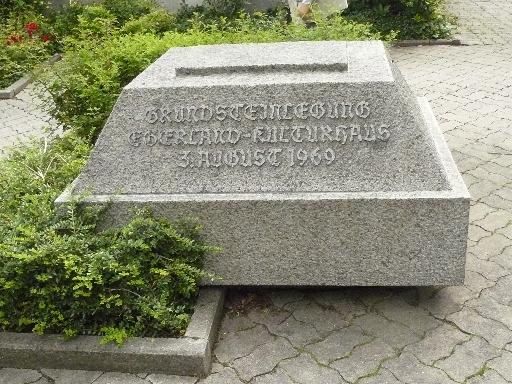 GRUNDSTEINLEGUNG
EGERLAND-KULTURHAUS
3. AUGUST 1969